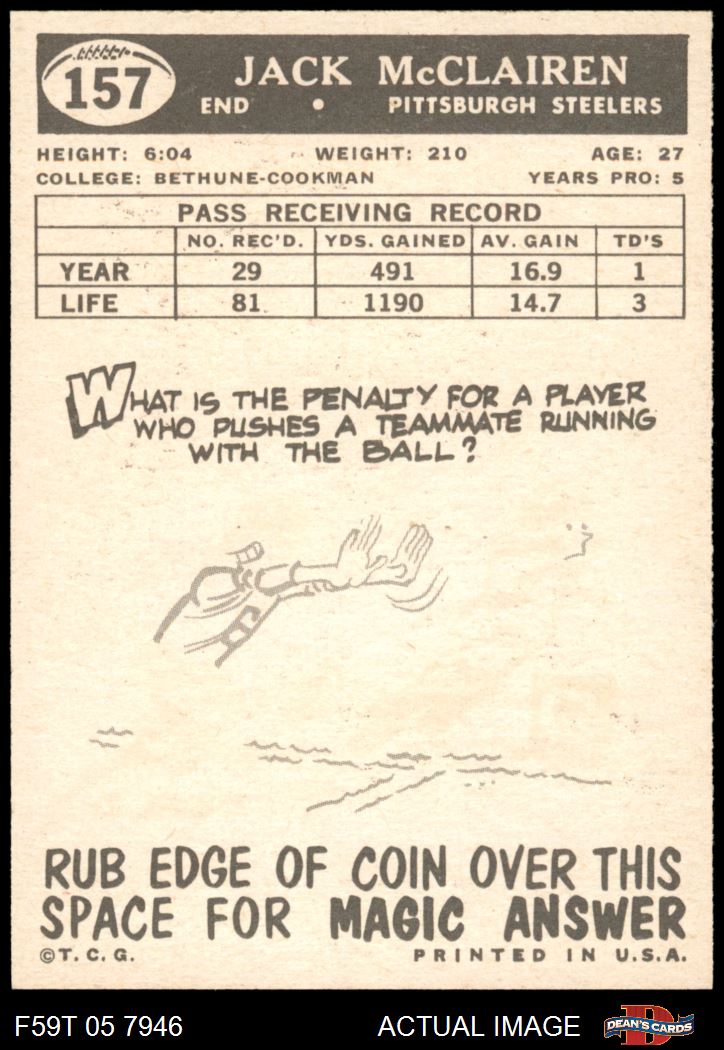 157
JACK McCLAIREN
END • PITTSBURGH STEELERS
HEIGHT: 6:04 WEIGHT: 210 AGE: 27
COLLEGE: BETHUNE-COOKMAN YEARS PRO: 5
PASS RECEIVING RECORD
NO. REC'D. YDS. GAINED AV. GAIN TD'S
YEAR 29 491 16.9 1
LIFE 81 1190 14.7 3
WHAT IS THE PENALTY FOR A PLAYER
WHO PUSHES A TEAMMATE RUNNING
WITH THE BALL?
RUB EDGE OF COIN OVER THIS
SPACE FOR MAGIC ANSWER
©T. C. G. PRINTED IN U.S.A.
F59T 05 7946 ACTUAL IMAGE D DEAN'S CARDS